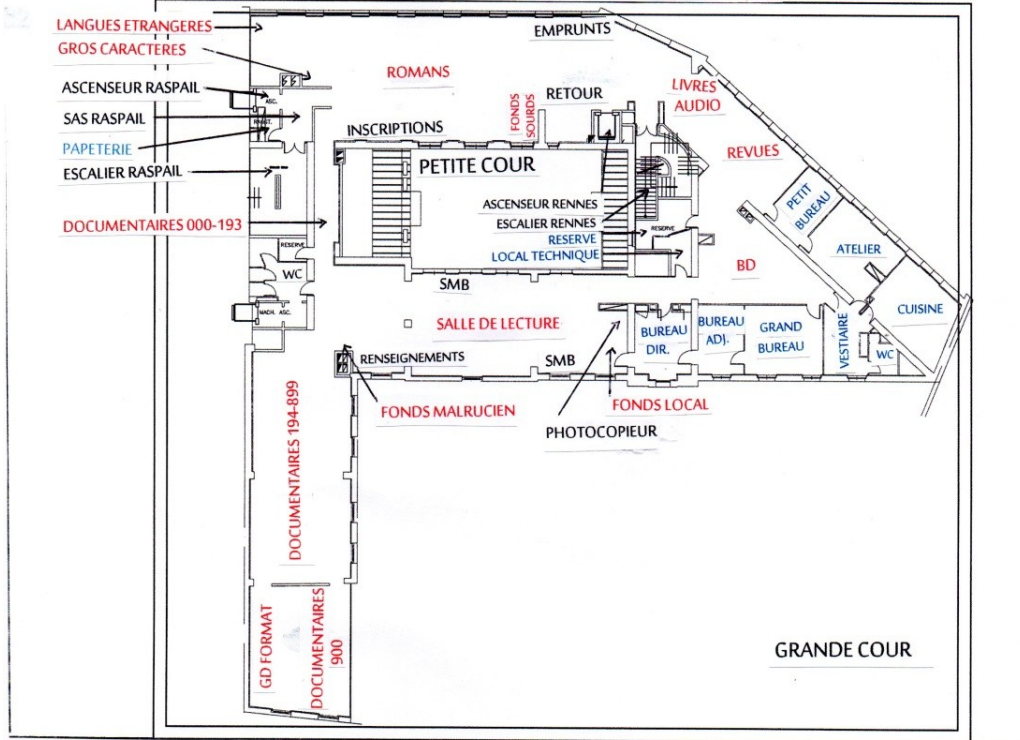 LANGUES ETRANGERES
GROS CARACTERES
ASCENSEUR RASPAIL
SAS RASPAIL
PAPETERIE
ESCALIER RASPAIL
DOCUMENTAIRES 000-193
EMPRUNTS
ROMANS
RETOUR
LIVRES
AUDIO
FONDS
SOURDS
INSCRIPTIONS
ASC.
PETITE COUR
REVUES
ASCENSEUR RENNES
ESCALIER RENNES
RESERVE
LOCAL TECHNIQUE
RESERVE
PETIT
BUREAU
ATELIER
BD
CUISINE
RESERVE
WC
MACH. ASC.
SMB
SALLE DE LECTURE
RENSEIGNEMENTS
SMB
BUREAU
DIR.
BUREAU
ADJ.
GRAND
BUREAU
VESTIAIRE
WC
FONDS MALRUCIEN
FONDS LOCAL
PHOTOCOPIEUR
DOCUMENTAIRES 194-899
GD FORMAT
DOCUMENTAIRES
900
GRANDE COUR